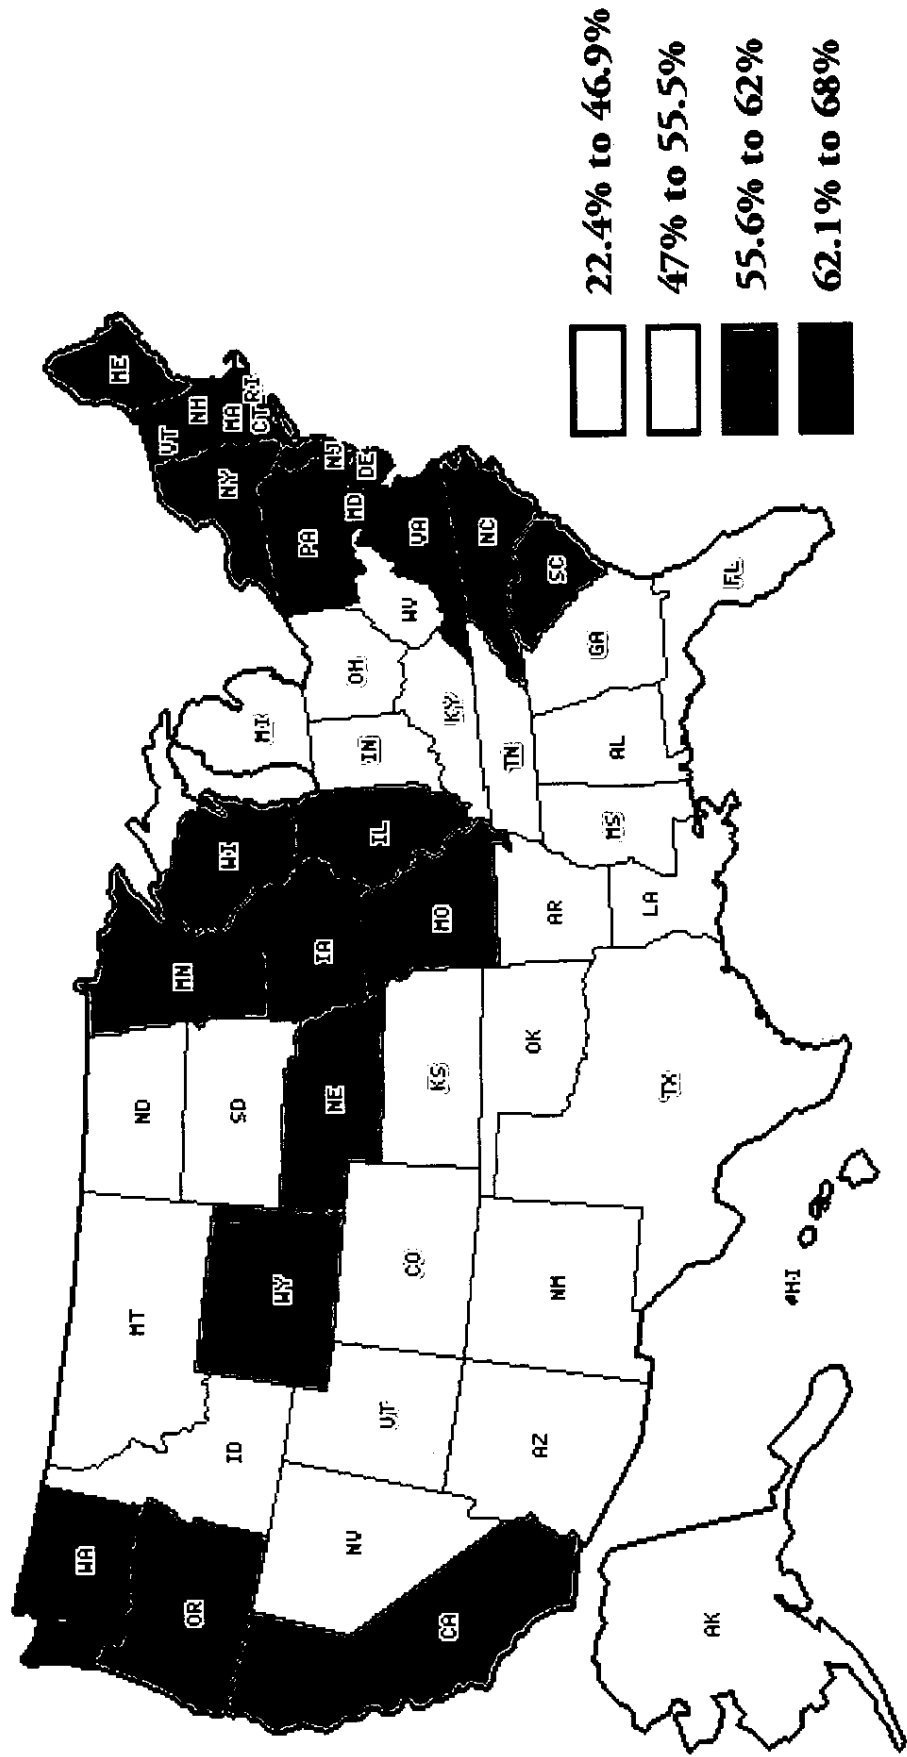 WA
OR
CA
NV
ID
MT
WY
UT
AZ
CO
NM
ND
SD
NE
KS
OK
TX
MN
IA
MO
AR
LA
WI
IL
MS
MI
IN
KY
TN
AL
OH
WV
GA
FL
PA
VA
NC
SC
NY
VT
NH
ME
MA
CT
RI
NJ
DE
MD
AK
HI
22.4% to 46.9%
47% to 55.5%
55.6% to 62%
62.1% to 68%